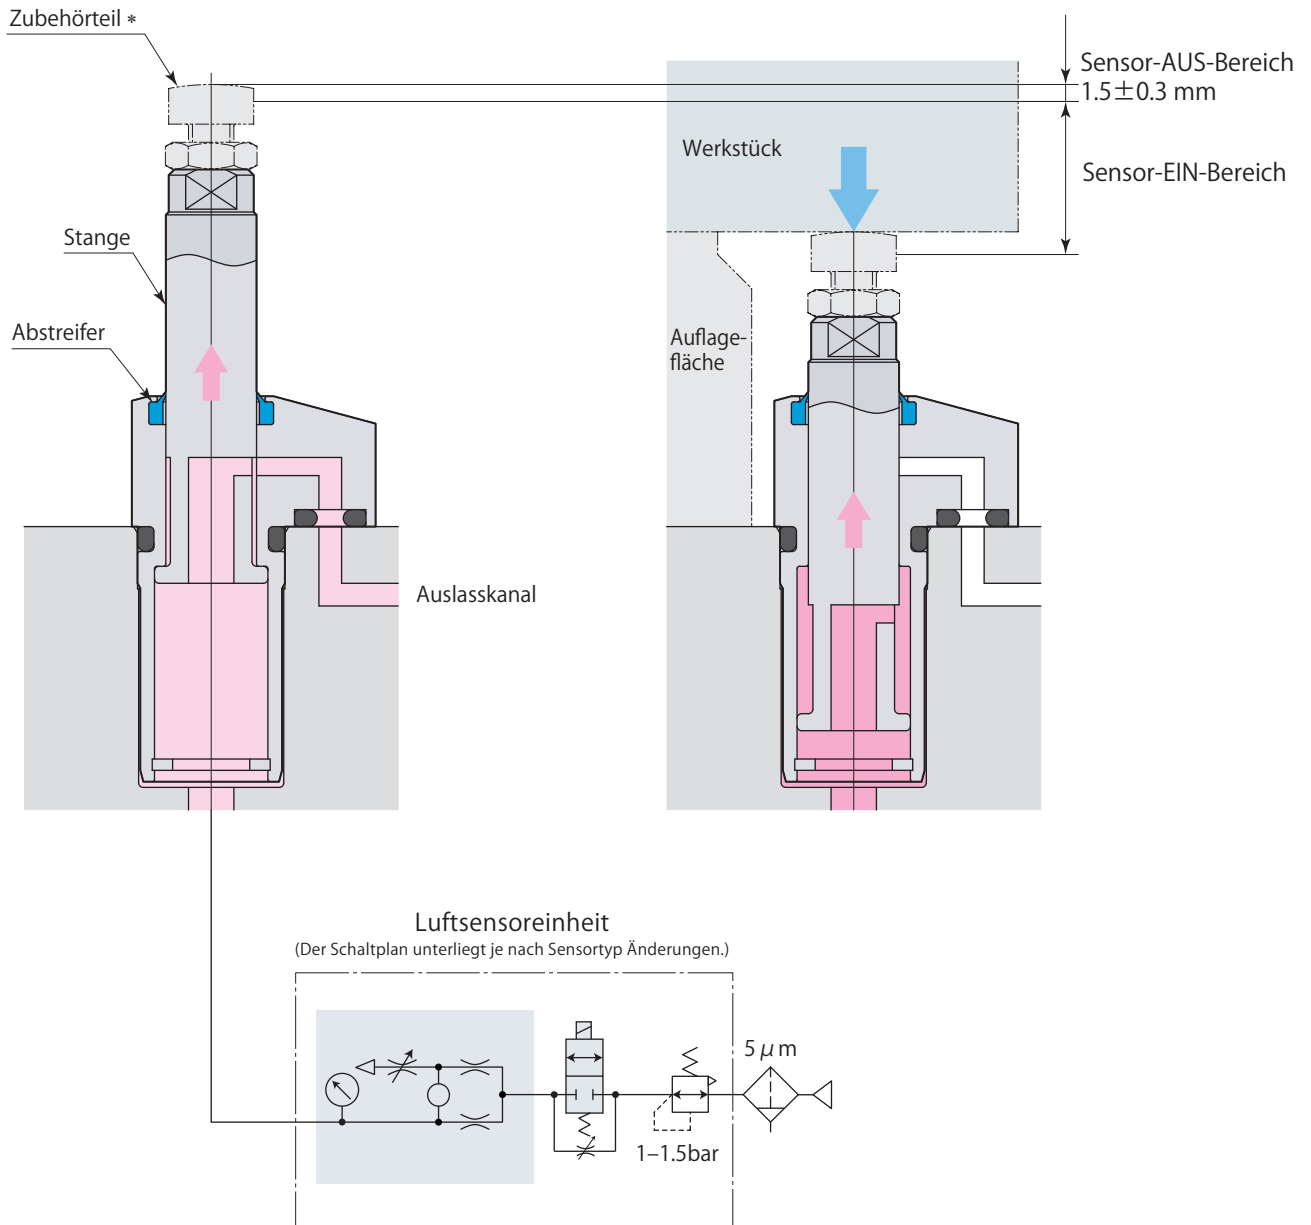 Zubehörteil *
Sensor-AUS-Bereich
1.5±0.3 mm
Werkstück
Sensor-EIN-Bereich
Stange
Abstreifer
Auflage-
fläche
Auslasskanal
Luftsensoreinheit
(Der Schaltplan unterliegt je nach Sensortyp Änderungen.)
5 μm
1–1.5bar